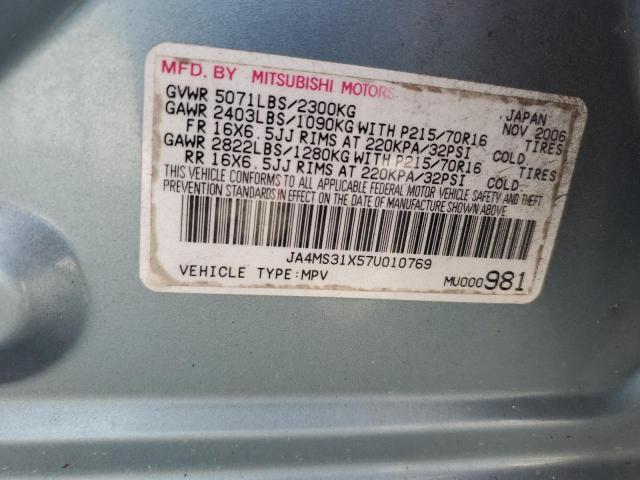 MFD. BY MITSUBISHI MOTORS JAPAN
GVWR 5071LBS/2300KG NOV 2006
GAWR 2403LBS/1090KG WITH P215/70R16 TIRES
FR 16X6.5JJ RIMS AT 220KPA/32PSI COLD.
GAWR 2822LBS/1280KG WITH P215/70R16 TIRES
RR 16X6.5JJ RIMS AT 220KPA/32PSI COLD.
THIS VEHICLE CONFORMS TO ALL APPLICABLE FEDERAL MOTOR VEHICLE SAFETY AND THEFT
PREVENTION STANDARDS IN EFFECT ON THE DATE OF MANUFACTURE SHOWN ABOVE.
JA4MS31X57U010769
VEHICLE TYPE:MPV MU000981